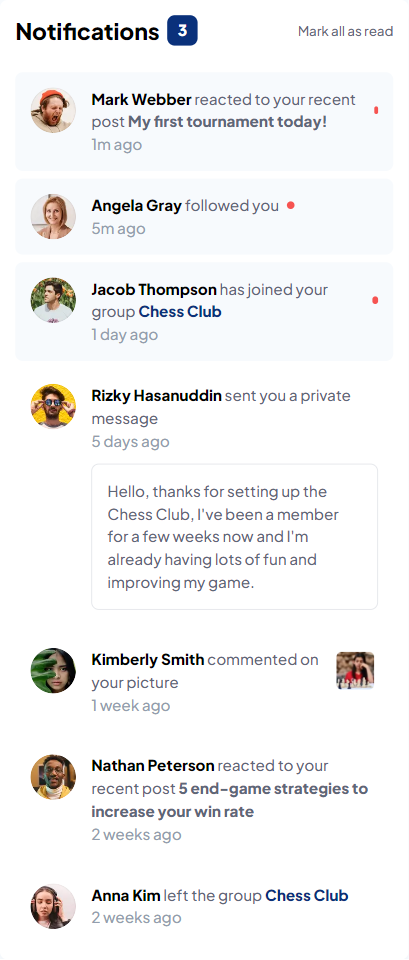 Notifications 3 Mark all as read
Mark Webber reacted to your recent
post My first tournament today!
1m ago
Angela Gray followed you
5m ago
Jacob Thompson has joined your
group Chess Club
1 day ago
Rizky Hasanuddin sent you a private
message
5 days ago
Hello, thanks for setting up the
Chess Club, I've been a member
for a few weeks now and I'm
already having lots of fun and
improving my game.
Kimberly Smith commented on
your picture
1 week ago
Nathan Peterson reacted to your
recent post 5 end-game strategies to
increase your win rate
2 weeks ago
Anna Kim left the group Chess Club
2 weeks ago